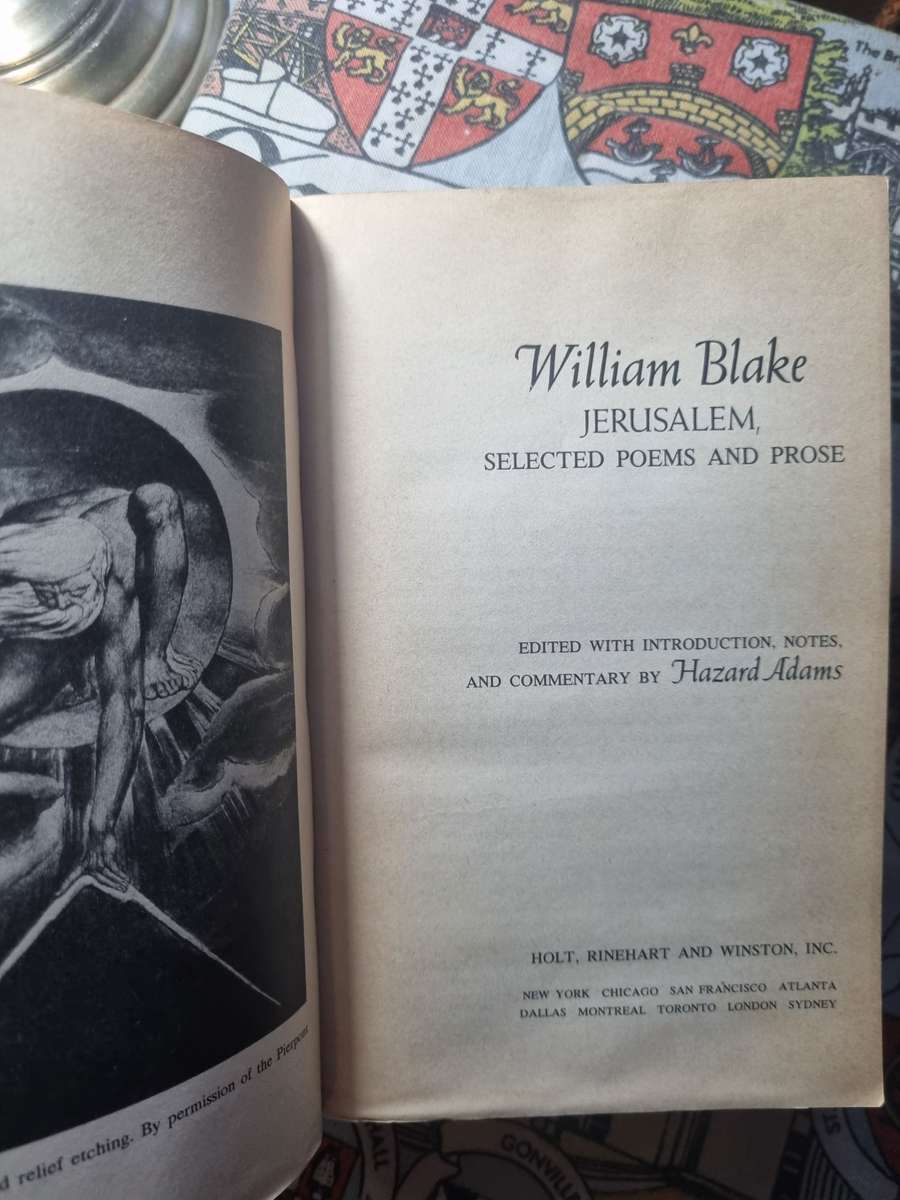 The
William Blake
JERUSALEM,
SELECTED POEMS AND PROSE
EDITED WITH INTRODUCTION, NOTES,
AND COMMENTARY BY Hazard Adams
HOLT, RINEHART AND WINSTON, INC.
NEW YORK CHICAGO SAN FRANCISCO ATLANTA
DALLAS MONTREAL TORONTO LONDON SYDNEY
relief etching. By permission of the Pierpont
GONVILLE